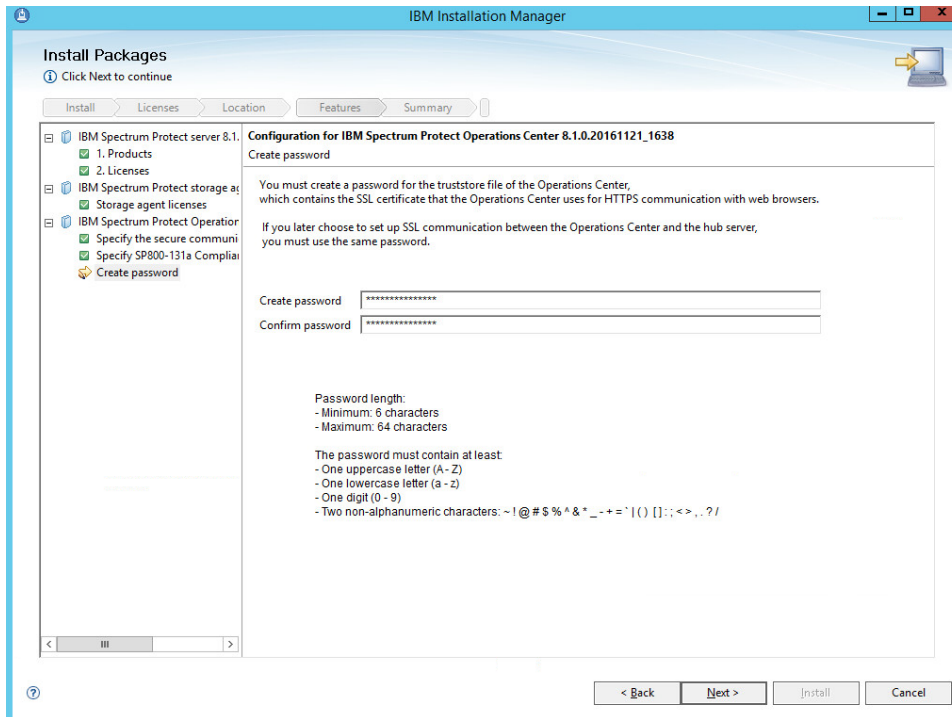 IBM Installation Manager
Install Packages
Click Next to continue
Install
Licenses
Location
Features
Summary
IBM Spectrum Protect server 8.1.
1. Products
2. Licenses
IBM Spectrum Protect storage ag
Storage agent licenses
IBM Spectrum Protect Operation
Specify the secure communi
Specify SP800-131a Complian
Create password
Configuration for IBM Spectrum Protect Operations Center 8.1.0.20161121_1638
Create password
You must create a password for the truststore file of the Operations Center,
which contains the SSL certificate that the Operations Center uses for HTTPS communication with web browsers.
If you later choose to set up SSL communication between the Operations Center and the hub server,
you must use the same password.
Create password ***************
Confirm password ***************
Password length:
- Minimum: 6 characters
- Maximum: 64 characters
The password must contain at least:
- One uppercase letter (A - Z)
- One lowercase letter (a - z)
- One digit (0 - 9)
- Two non-alphanumeric characters: ~ ! @ # $ % ^ & * _ - + = ` | ( ) [ ] : ; < > , . ? /
< Back
Next >
Install
Cancel